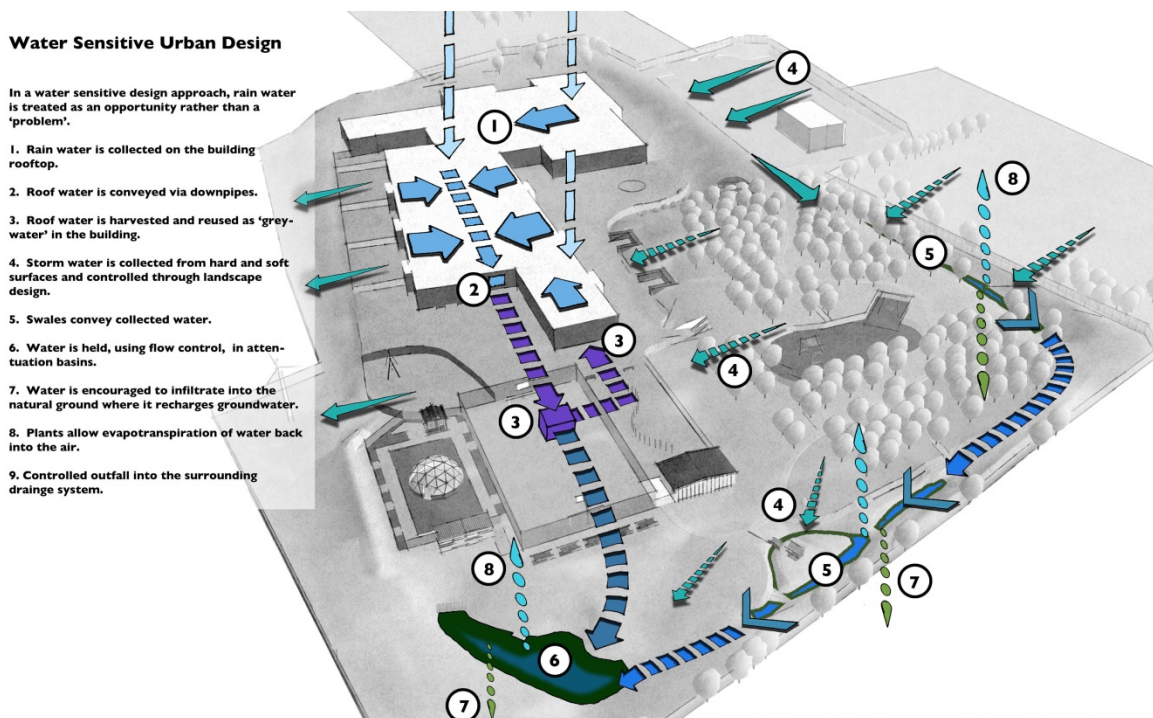 Water Sensitive Urban Design
In a water sensitive design approach, rain water
is treated as an opportunity rather than a
‘problem’.
1. Rain water is collected on the building
rooftop.
2. Roof water is conveyed via downpipes.
3. Roof water is harvested and reused as ‘grey-
water’ in the building.
4. Storm water is collected from hard and soft
surfaces and controlled through landscape
design.
5. Swales convey collected water.
6. Water is held, using flow control, in atten-
uation basins.
7. Water is encouraged to infiltrate into the
natural ground where it recharges groundwater.
8. Plants allow evapotranspiration of water back
into the air.
9. Controlled outfall into the surrounding
drainge system.
4
1
8
5
2
3
4
3
4
8
5
7
6
7